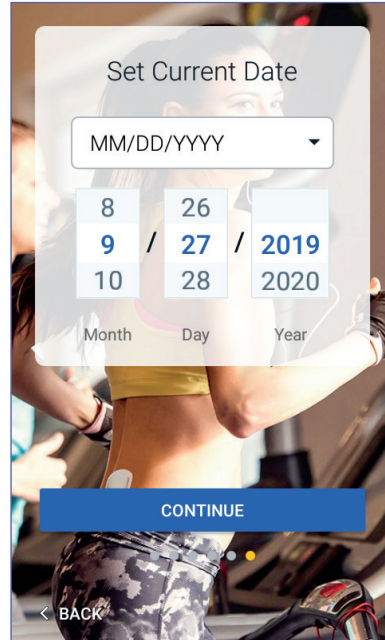 Set Current Date
MM/DD/YYYY
8 26
9 / 27 / 2019
10 28 2020
Month Day Year
CONTINUE
< BACK